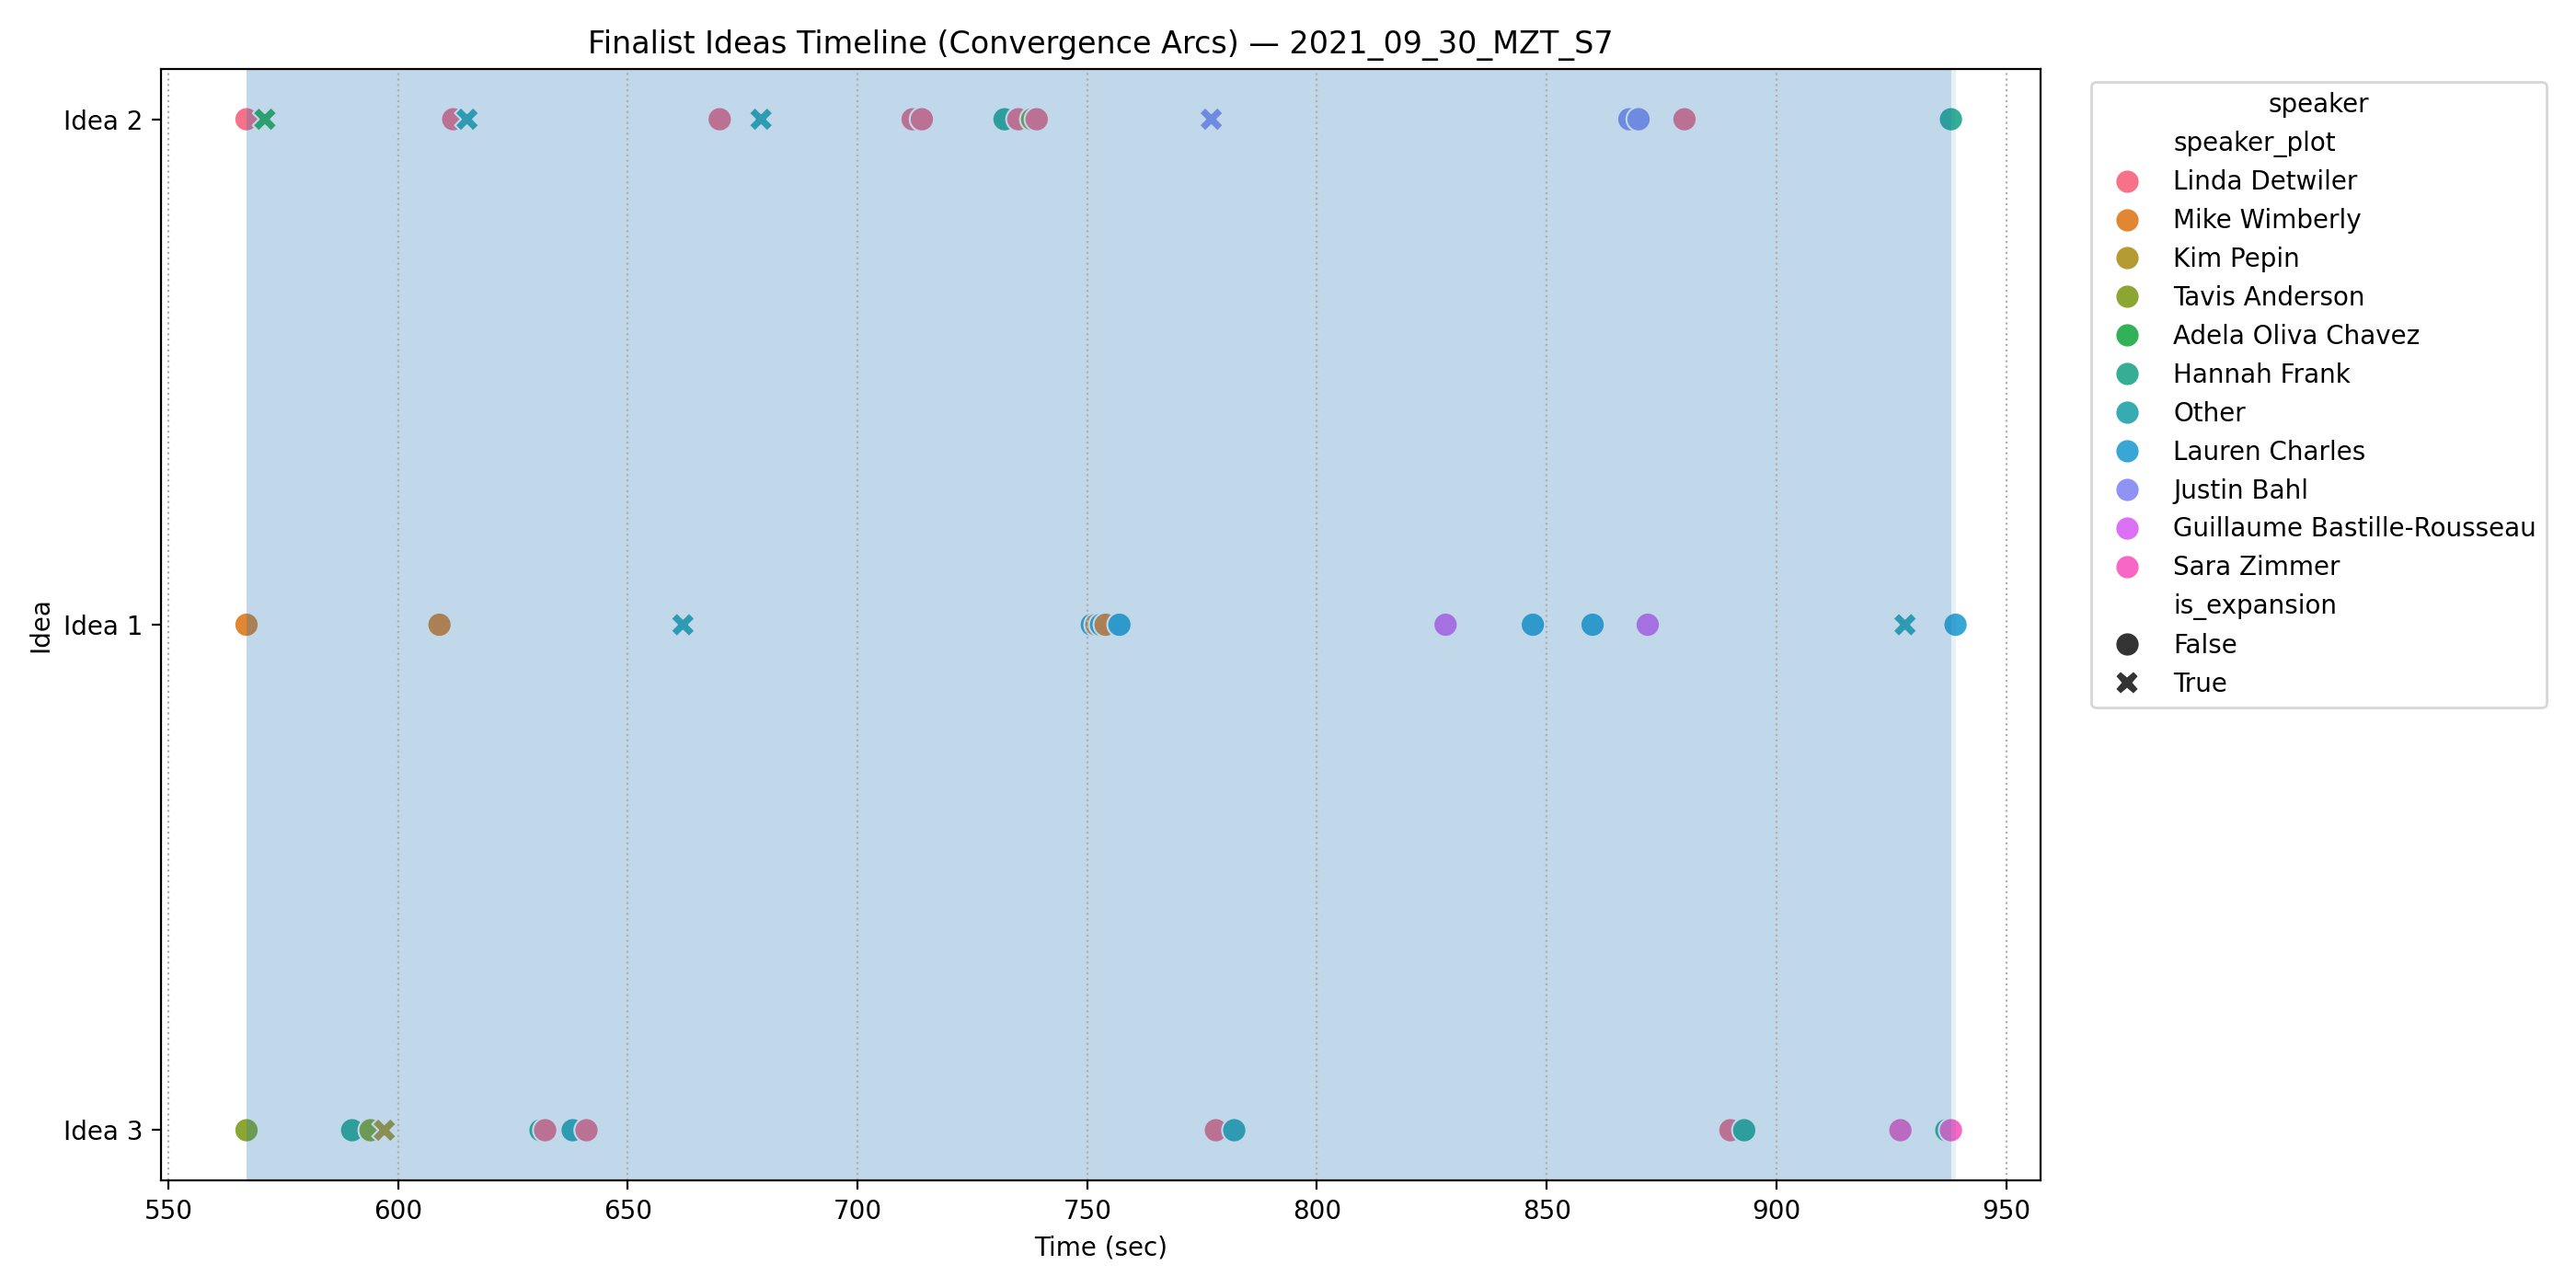 Finalist Ideas Timeline (Convergence Arcs) — 2021_09_30_MZT_S7
Idea
Idea 2
Idea 1
Idea 3
550 600 650 700 750 800 850 900 950
Time (sec)
speaker
speaker_plot
Linda Detwiler
Mike Wimberly
Kim Pepin
Tavis Anderson
Adela Oliva Chavez
Hannah Frank
Other
Lauren Charles
Justin Bahl
Guillaume Bastille-Rousseau
Sara Zimmer
is_expansion
False
True